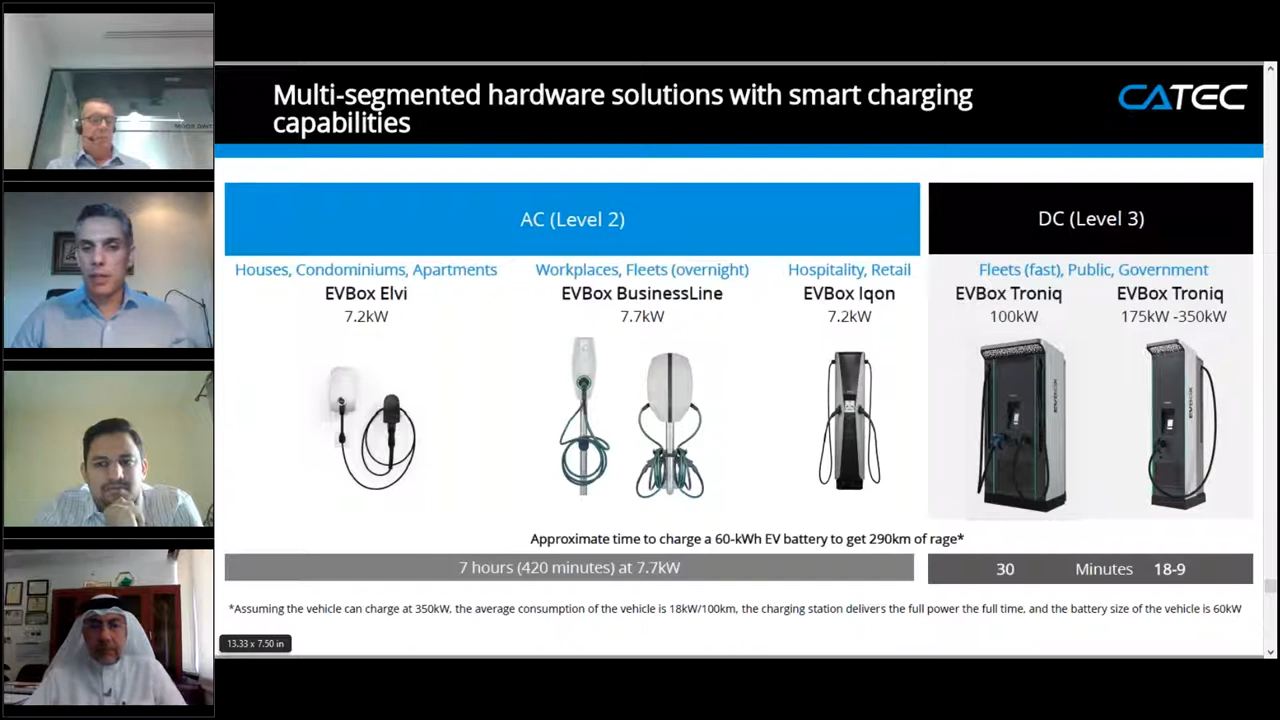 Multi-segmented hardware solutions with smart charging
capabilities
CATEC
AC (Level 2)
DC (Level 3)
Houses, Condominiums, Apartments
Workplaces, Fleets (overnight)
Hospitality, Retail
Fleets (fast), Public, Government
EVBox Elvi
EVBox BusinessLine
EVBox Iqon
EVBox Troniq
EVBox Troniq
7.2kW
7.7kW
7.2kW
100kW
175kW -350kW
EVBOX
EVBOX
Approximate time to charge a 60-kWh EV battery to get 290km of rage*
7 hours (420 minutes) at 7.7kW
30 Minutes 18-9
*Assuming the vehicle can charge at 350kW, the average consumption of the vehicle is 18kW/100km, the charging station delivers the full power the full time, and the battery size of the vehicle is 60kW
13.33 x 7.50 in